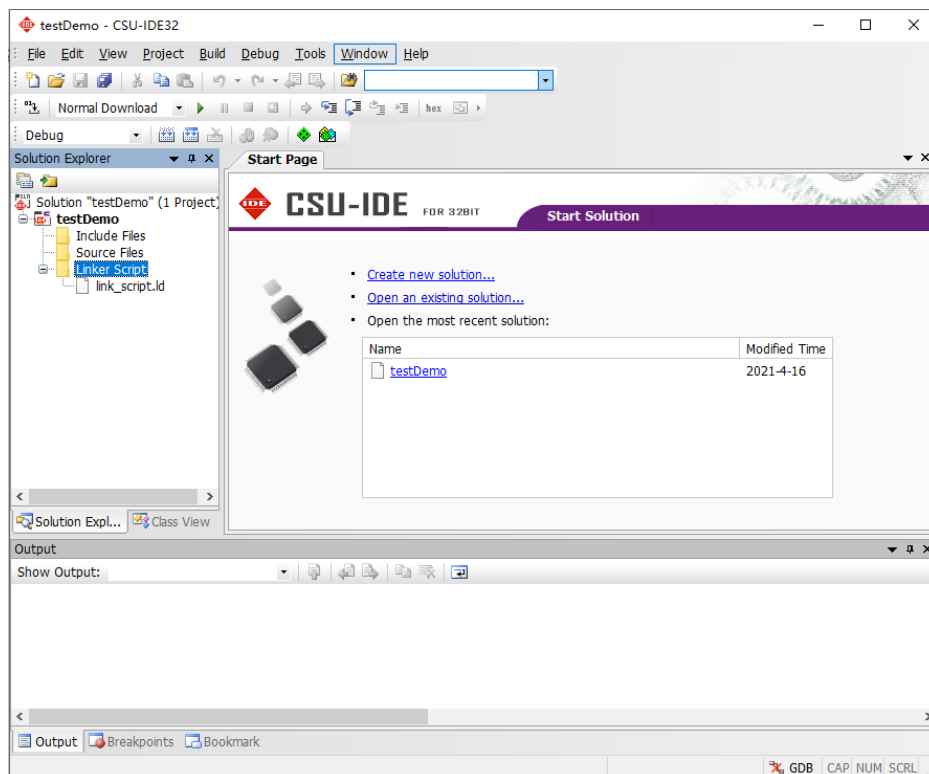 testDemo - CSU-IDE32
File Edit View Project Build Debug Tools Window Help
Normal Download
hex
Debug
Solution Explorer
Start Page
Solution "testDemo" (1 Project)
testDemo
Include Files
Source Files
Linker Script
link_script.ld
IDE CSU-IDE FOR 32BIT
Start Solution
Create new solution...
Open an existing solution...
Open the most recent solution:
Name Modified Time
testDemo 2021-4-16
Solution Expl... Class View
Output
Show Output:
Output Breakpoints Bookmark
GDB CAP NUM SCRL